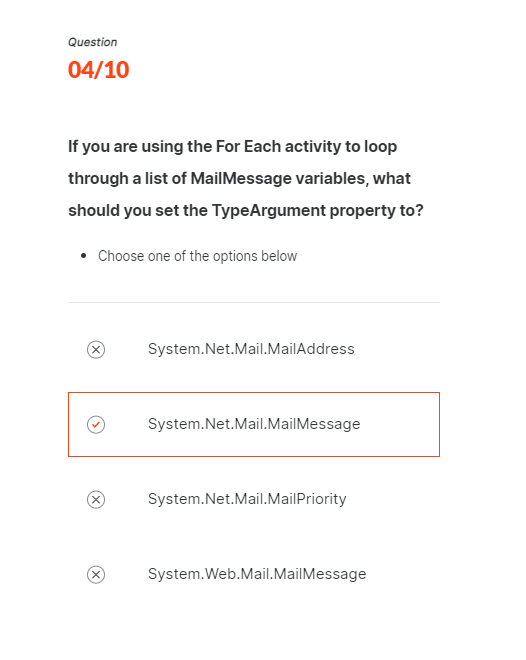 Question
04/10
If you are using the For Each activity to loop
through a list of MailMessage variables, what
should you set the TypeArgument property to?
Choose one of the options below
System.Net.Mail.MailAddress
System.Net.Mail.MailMessage
System.Net.Mail.MailPriority
System.Web.Mail.MailMessage